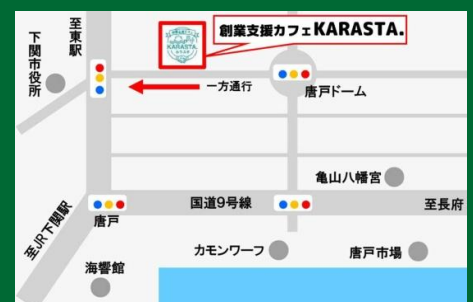 至東駅
下関市役所
KARASTA.
創業支援カフェKARASTA.
一方通行
唐戸ドーム
亀山八幡宮
国道9号線
至長府
唐戸
至JR下関駅
カモンワーフ
唐戸市場
海響館